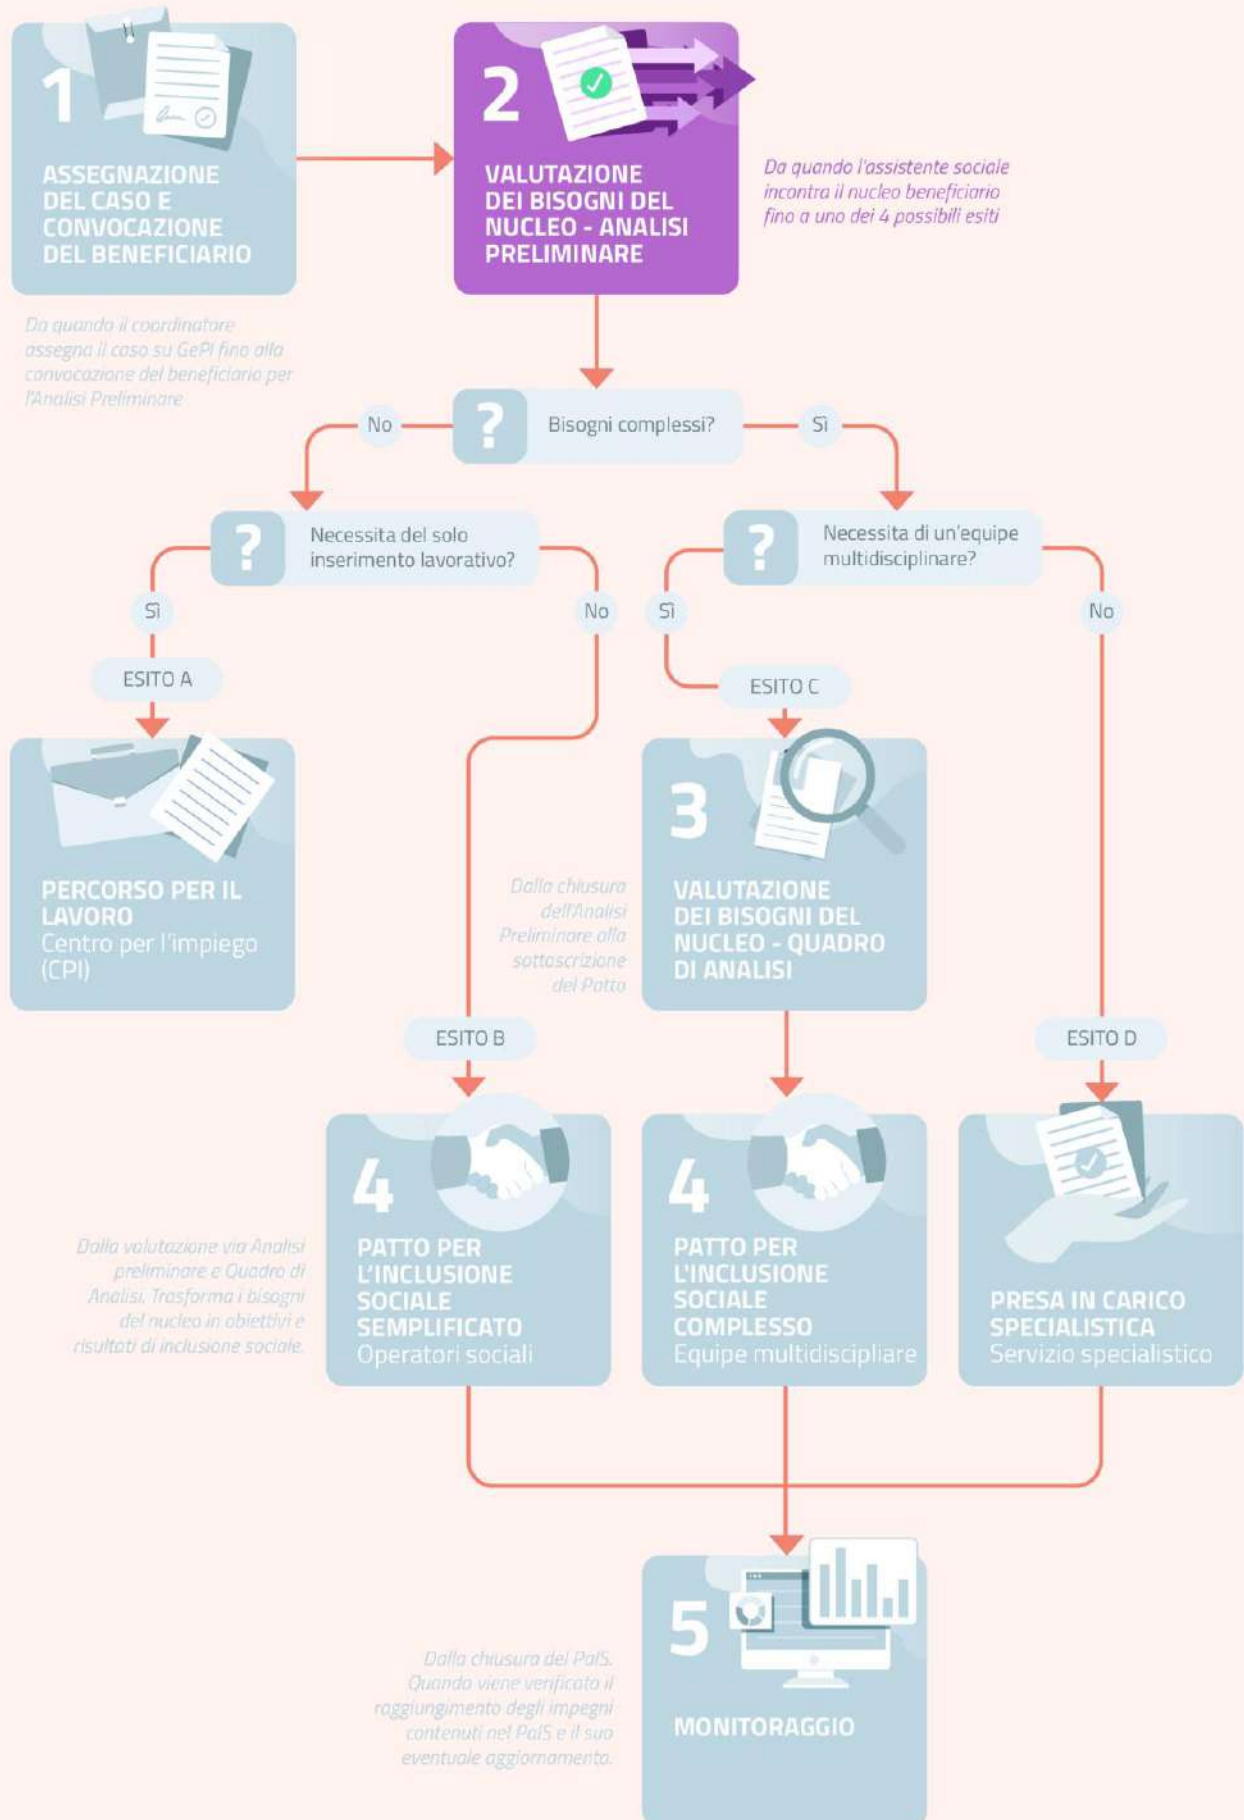 1
ASSEGNAZIONE
DEL CASO E
CONVOCAZIONE
DEL BENEFICIARIO
Da quando il coordinatore
assegna il caso su GePI fino alla
convocazione del beneficiario per
l'Analisi Preliminare
2
VALUTAZIONE
DEI BISOGNI DEL
NUCLEO - ANALISI
PRELIMINARE
Da quando l'assistente sociale
incontra il nucleo beneficiario
fino a uno dei 4 possibili esiti
No
?
Bisogni complessi?
Sì
?
Necessita del solo
inserimento lavorativo?
?
Necessita di un'equipe
multidisciplinare?
Sì
No
Sì
No
ESITO A
ESITO C
PERCORSO PER IL
LAVORO
Centro per l'impiego
(CPI)
Dalla chiusura
dell'Analisi
Preliminare alla
sottoscrizione
del Patto
3
VALUTAZIONE
DEI BISOGNI DEL
NUCLEO - QUADRO
DI ANALISI
ESITO B
ESITO D
Dalla valutazione via Analisi
preliminare e Quadro di
Analisi. Trasforma i bisogni
del nucleo in obiettivi e
risultati di inclusione sociale.
4
PATTO PER
L'INCLUSIONE
SOCIALE
SEMPLIFICATO
Operatori sociali
4
PATTO PER
L'INCLUSIONE
SOCIALE
COMPLESSO
Equipe multidiscipliare
PRESA IN CARICO
SPECIALISTICA
Servizio specialistico
Dalla chiusura del PaIS.
Quando viene verificato il
raggiungimento degli impegni
contenuti nel PaIS e il suo
eventuale aggiornamento.
5
MONITORAGGIO